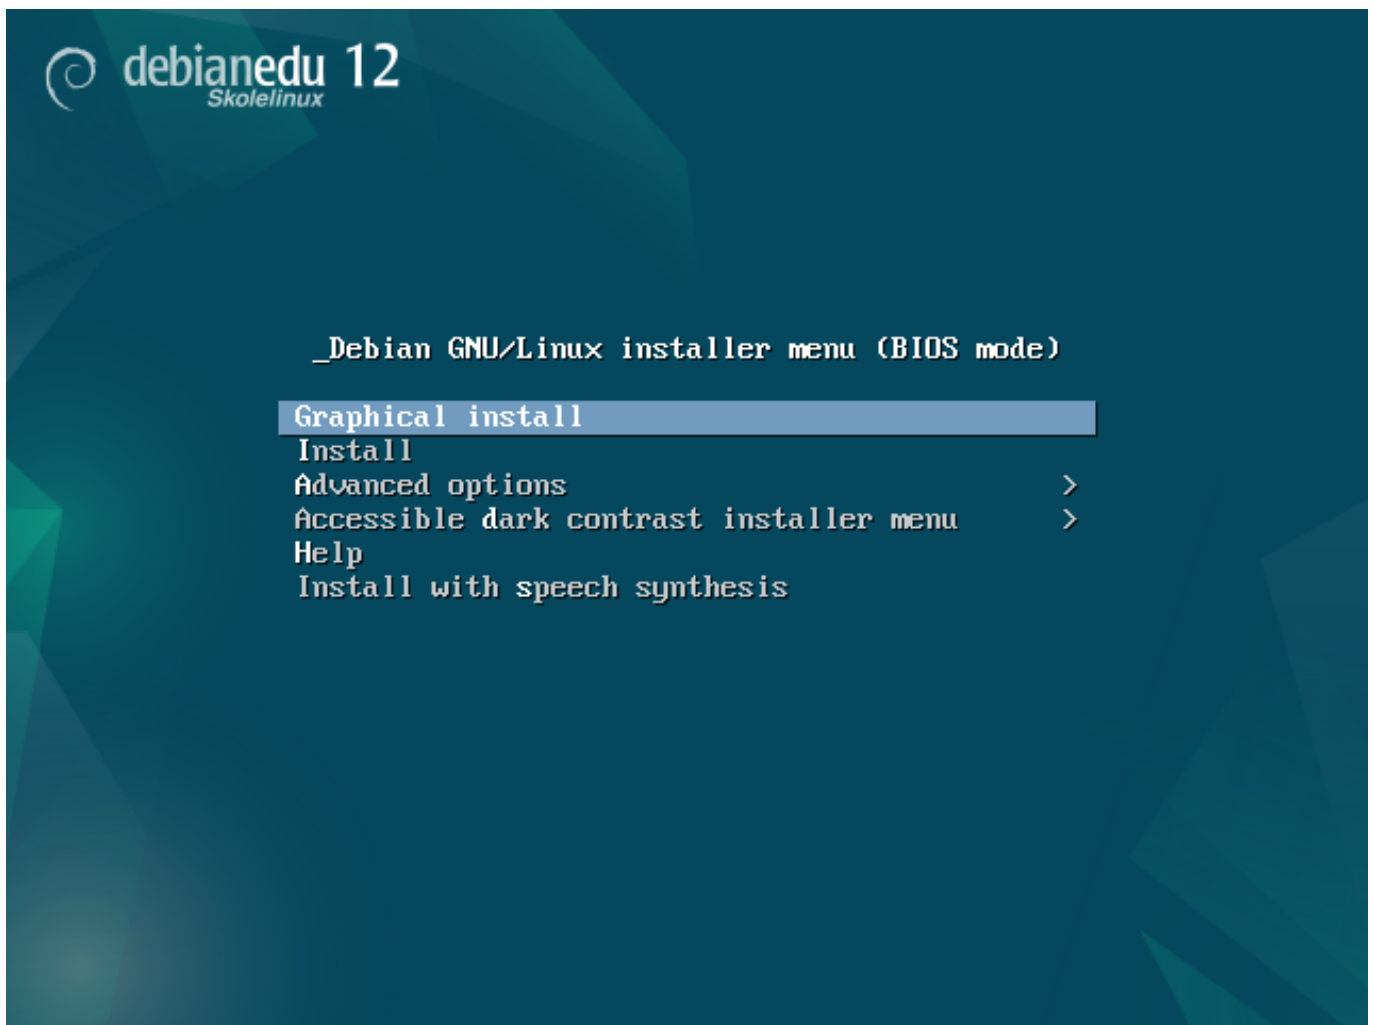 debianedu 12
Skolelinux
_Debian GNU/Linux installer menu (BIOS mode)
Graphical install
Install
Advanced options >
Accessible dark contrast installer menu >
Help
Install with speech synthesis